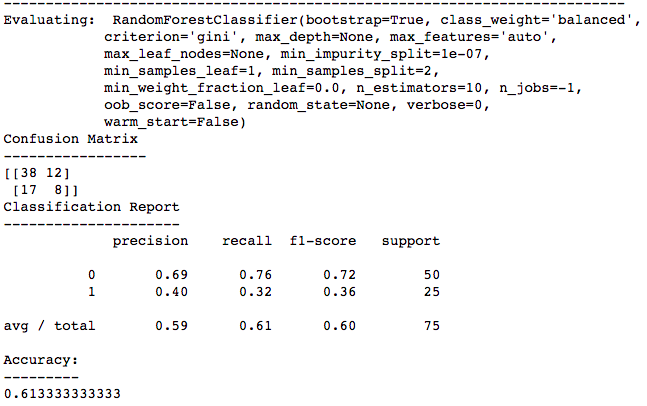 --------------------------------------------------------------------------------
Evaluating:  RandomForestClassifier(bootstrap=True, class_weight='balanced',
            criterion='gini', max_depth=None, max_features='auto',
            max_leaf_nodes=None, min_impurity_split=1e-07,
            min_samples_leaf=1, min_samples_split=2,
            min_weight_fraction_leaf=0.0, n_estimators=10, n_jobs=-1,
            oob_score=False, random_state=None, verbose=0,
            warm_start=False)
Confusion Matrix
-----------------
[[38 12]
 [17  8]]
Classification Report
---------------------
             precision    recall  f1-score   support

          0       0.69      0.76      0.72        50
          1       0.40      0.32      0.36        25

avg / total       0.59      0.61      0.60        75

Accuracy:
---------
0.613333333333